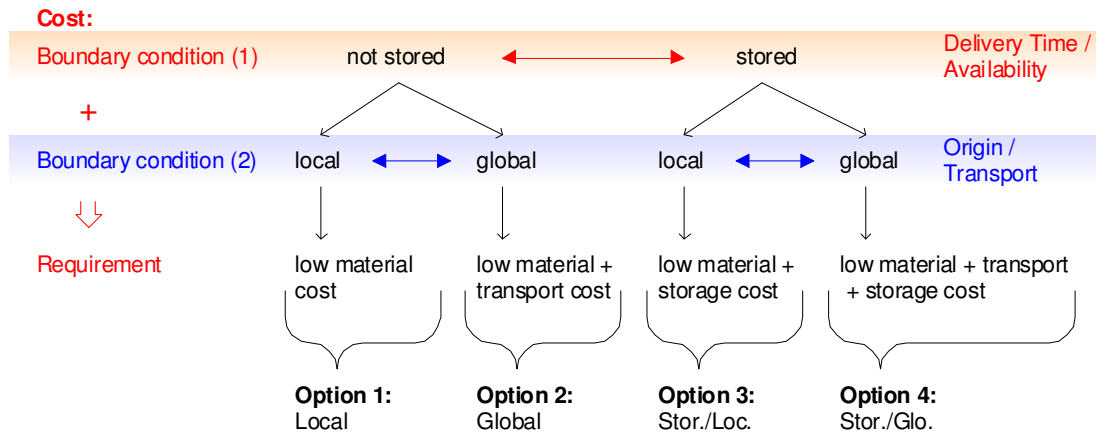 Cost:
Boundary condition (1)
not stored
stored
Delivery Time /
Availability
+
Boundary condition (2)
local
global
local
global
Origin /
Transport
Requirement
low material
cost
low material +
transport cost
low material +
storage cost
low material + transport
+ storage cost
Option 1:
Local
Option 2:
Global
Option 3:
Stor./Loc.
Option 4:
Stor./Glo.